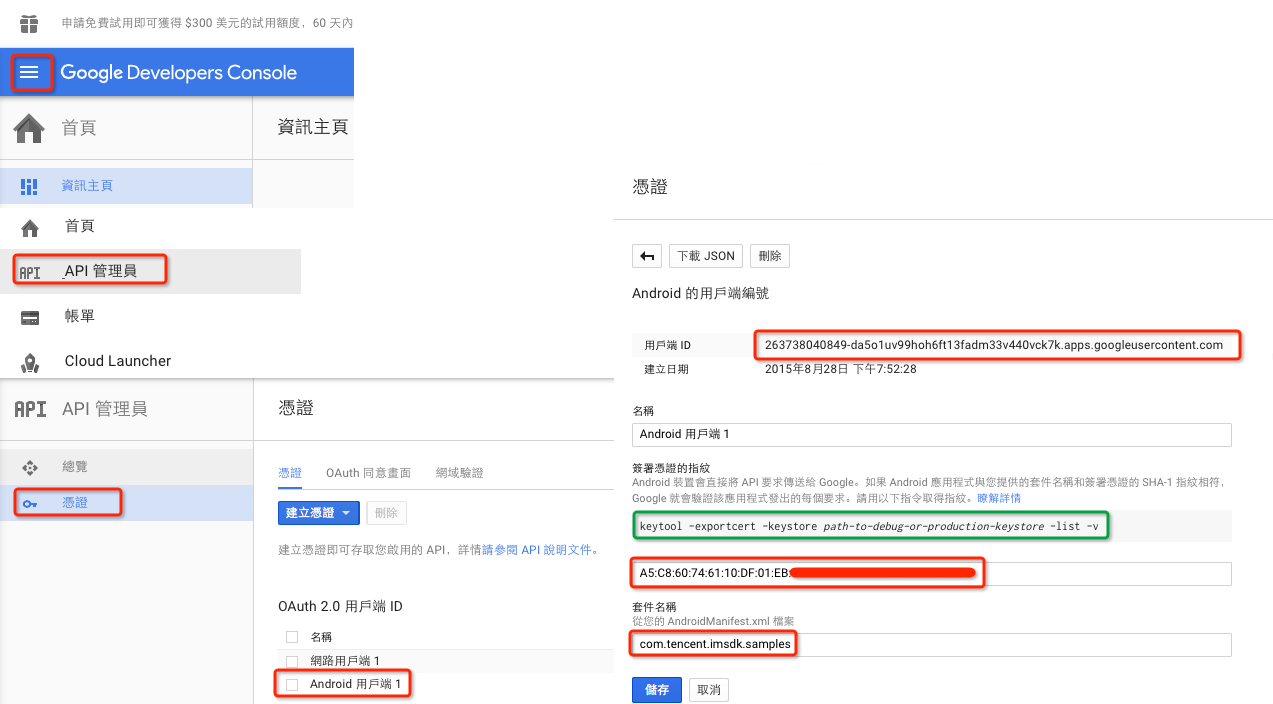 申請免費試用即可獲得 $300 美元的試用額度，60 天內
Google Developers Console
首頁
資訊主頁
資訊主頁
首頁
API API 管理員
帳單
Cloud Launcher
API API 管理員
憑證
總覽
憑證
憑證 OAuth 同意畫面 網域驗證
建立憑證 刪除
建立憑證即可存取您啟用的 API，詳情請參閱 API 說明文件。
OAuth 2.0 用戶端 ID
名稱
網路用戶端 1
Android 用戶端 1
憑證
下載 JSON 刪除
Android 的用戶端編號
用戶端 ID 263738040849-da5o1uv99hoh6ft13fadm33v440vck7k.apps.googleusercontent.com
建立日期 2015年8月28日 下午7:52:28
名稱
Android 用戶端 1
簽署憑證的指紋
Android 裝置會直接將 API 要求傳送給 Google。如果 Android 應用程式與您提供的套件名稱和簽署憑證的 SHA-1 指紋相符，
Google 就會驗證該應用程式發出的每個要求。請用以下指令取得指紋。瞭解詳情
keytool -exportcert -keystore path-to-debug-or-production-keystore -list -v
A5:C8:60:74:61:10:DF:01:EB:
套件名稱
從您的 AndroidManifest.xml 檔案
com.tencent.imsdk.samples
儲存 取消